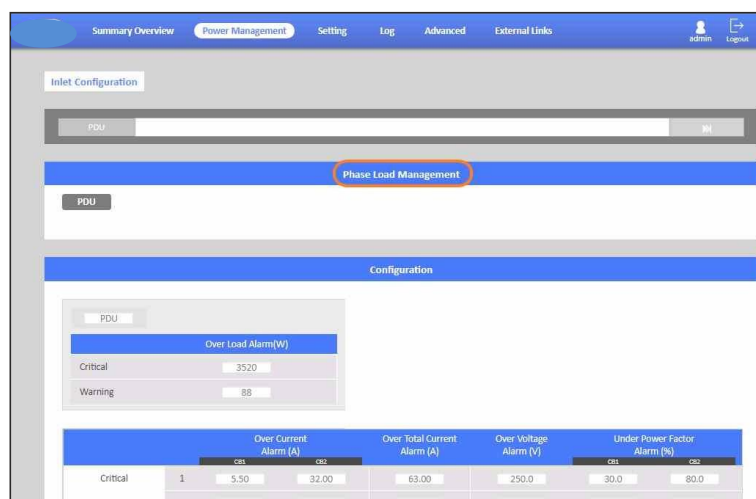 Summary Overview Power Management Setting Log Advanced External Links admin Logout
Inlet Configuration
PDU
Phase Load Management
PDU
Configuration
PDU
Over Load Alarm(W)
Critical 3520
Warning 88
Over Current Over Total Current Over Voltage Under Power Factor
Alarm (A) Alarm (A) Alarm (V) Alarm (%)
CB1 CB2 CB1 CB2
Critical 1 5.50 32.00 63.00 250.0 30.0 80.0